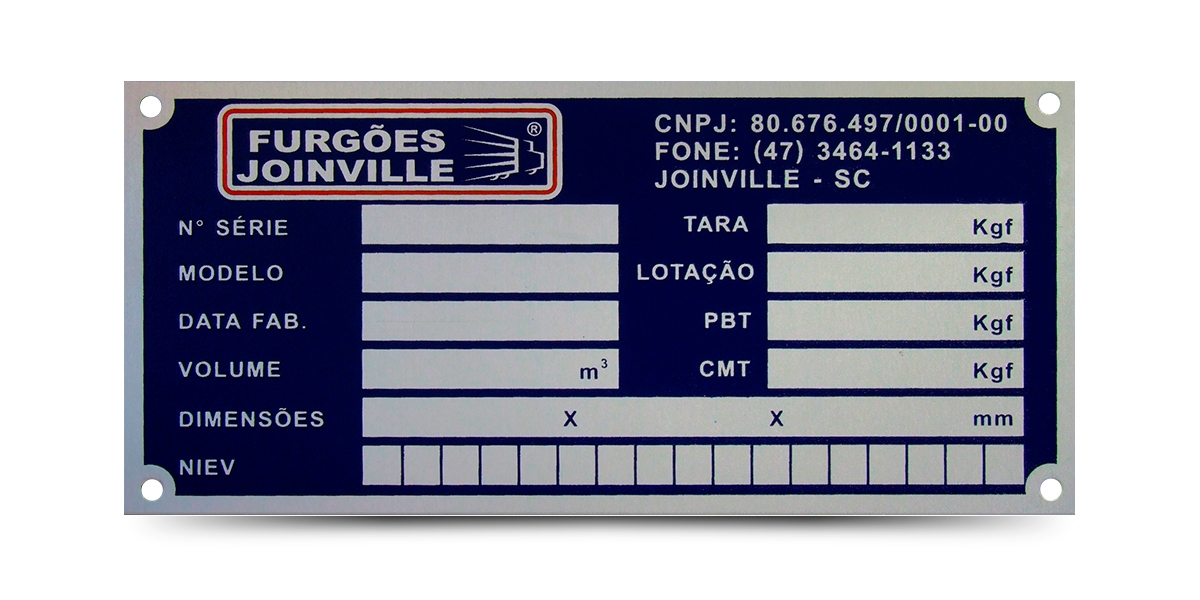 FURGÕES
JOINVILLE ®
CNPJ: 80.676.497/0001-00
FONE: (47) 3464-1133
JOINVILLE - SC
N° SÉRIE
TARA Kgf
MODELO
LOTAÇÃO Kgf
DATA FAB.
PBT Kgf
VOLUME m³
CMT Kgf
DIMENSÕES X X mm
NIEV